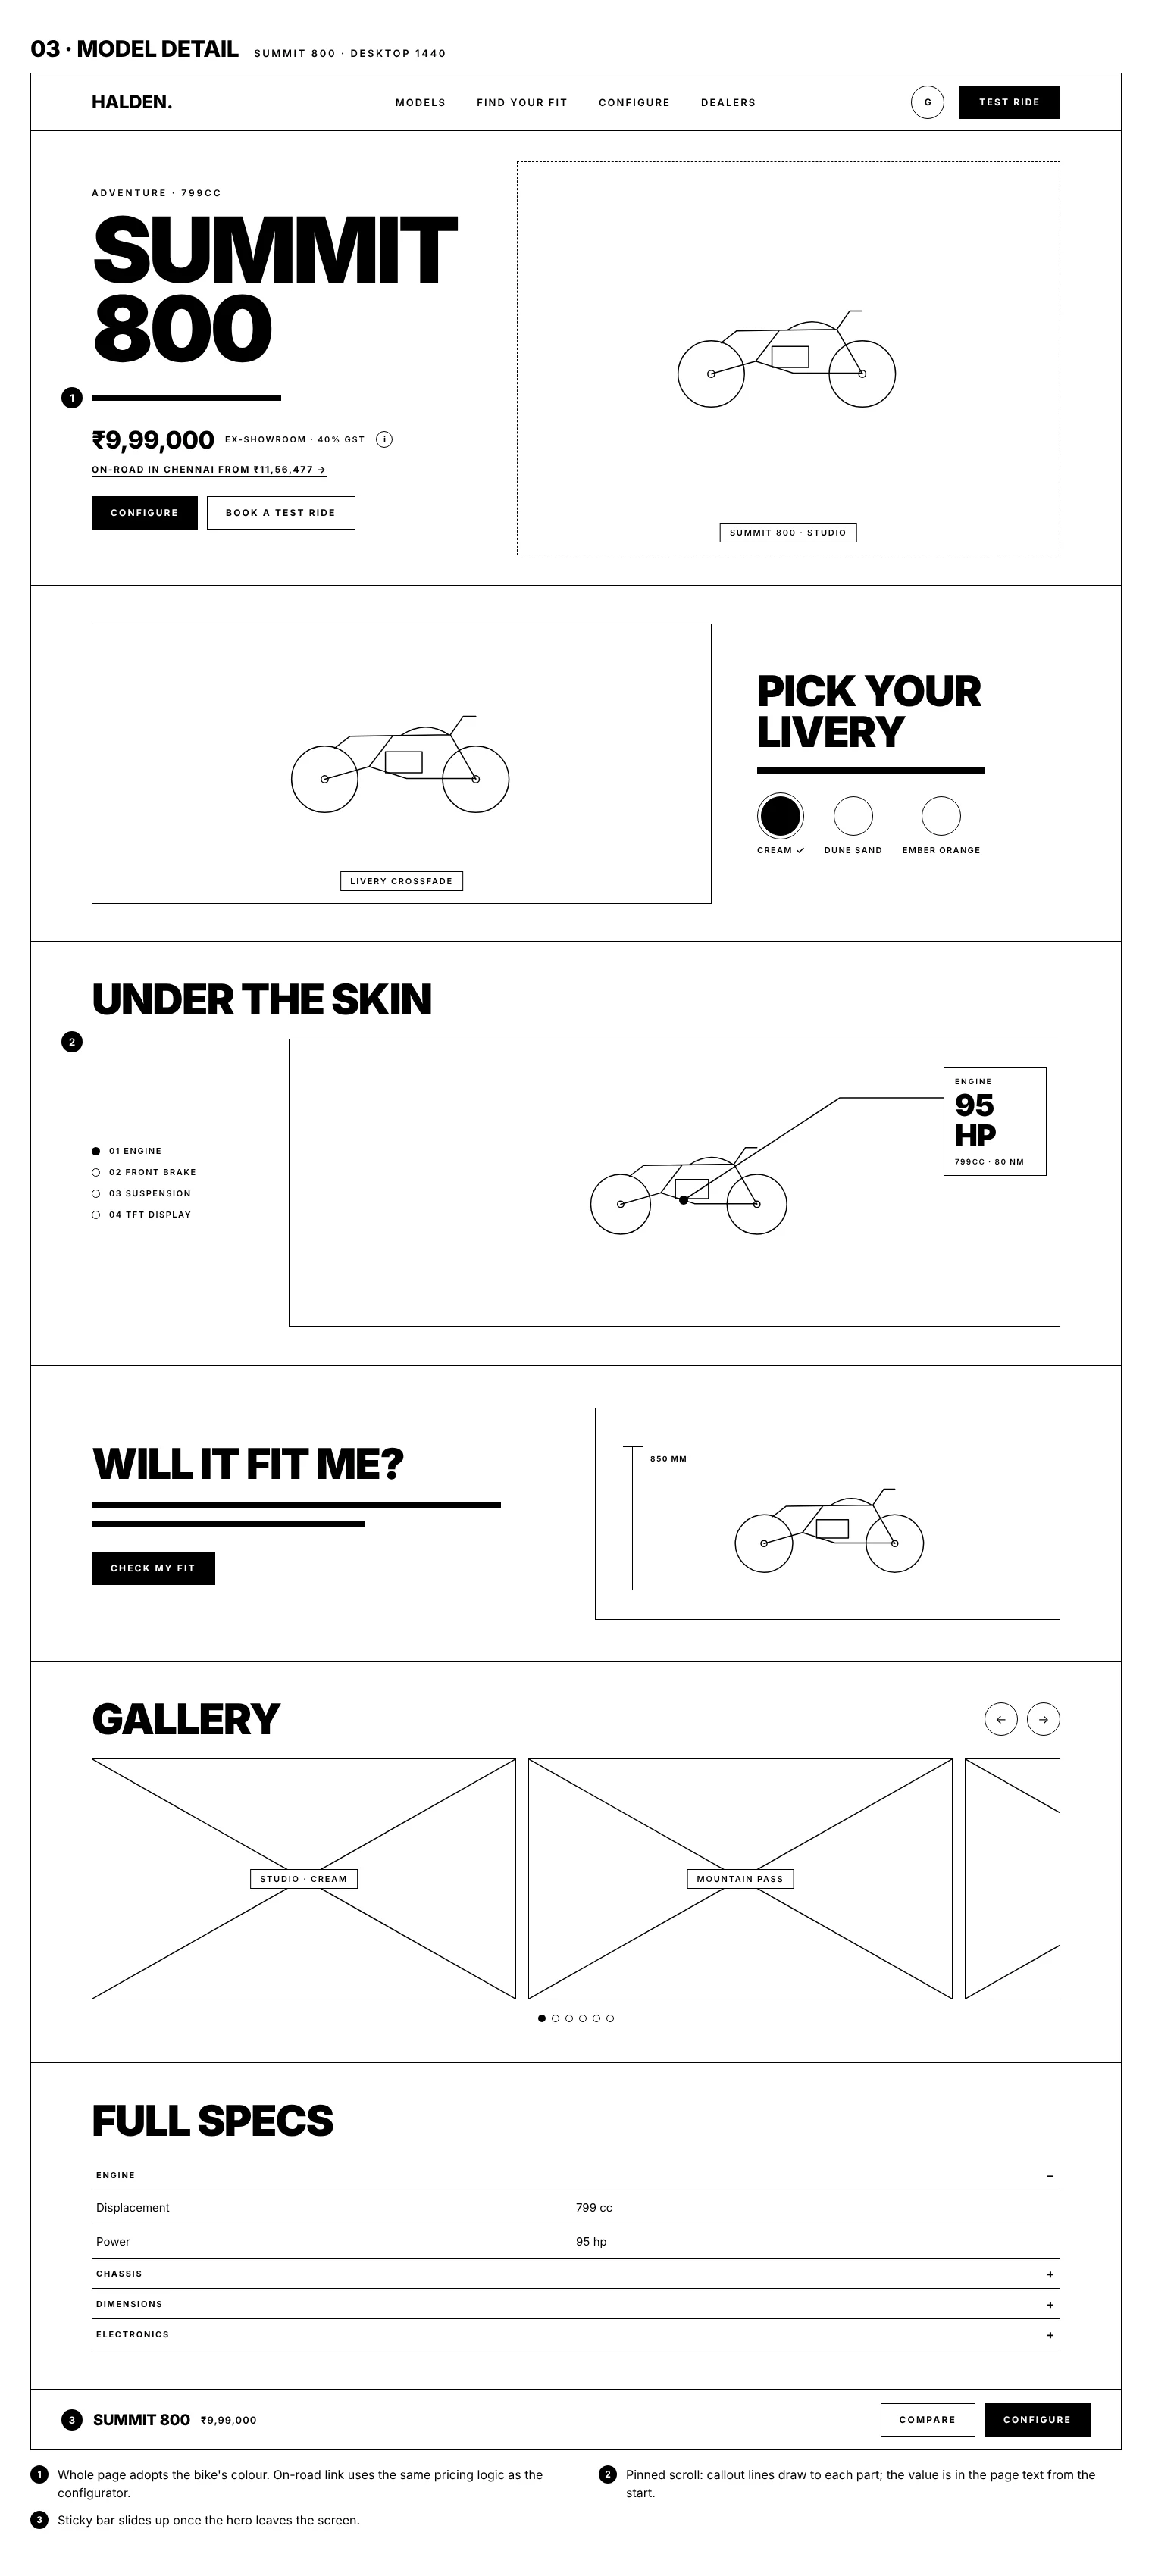 03 · MODEL DETAIL SUMMIT 800 · DESKTOP 1440
HALDEN. MODELS FIND YOUR FIT CONFIGURE DEALERS G TEST RIDE
ADVENTURE · 799CC
SUMMIT
800
1
₹9,99,000 EX-SHOWROOM · 40% GST i
ON-ROAD IN CHENNAI FROM ₹11,56,477 →
CONFIGURE BOOK A TEST RIDE
SUMMIT 800 · STUDIO
LIVERY CROSSFADE
PICK YOUR
LIVERY
CREAM ✓ DUNE SAND EMBER ORANGE
UNDER THE SKIN
2
01 ENGINE
02 FRONT BRAKE
03 SUSPENSION
04 TFT DISPLAY
ENGINE
95
HP
799CC · 80 NM
WILL IT FIT ME?
CHECK MY FIT
850 MM
GALLERY ← →
STUDIO · CREAM MOUNTAIN PASS
FULL SPECS
ENGINE −
Displacement 799 cc
Power 95 hp
CHASSIS +
DIMENSIONS +
ELECTRONICS +
3 SUMMIT 800 ₹9,99,000 COMPARE CONFIGURE
1 Whole page adopts the bike's colour. On-road link uses the same pricing logic as the
configurator.
2 Pinned scroll: callout lines draw to each part; the value is in the page text from the
start.
3 Sticky bar slides up once the hero leaves the screen.